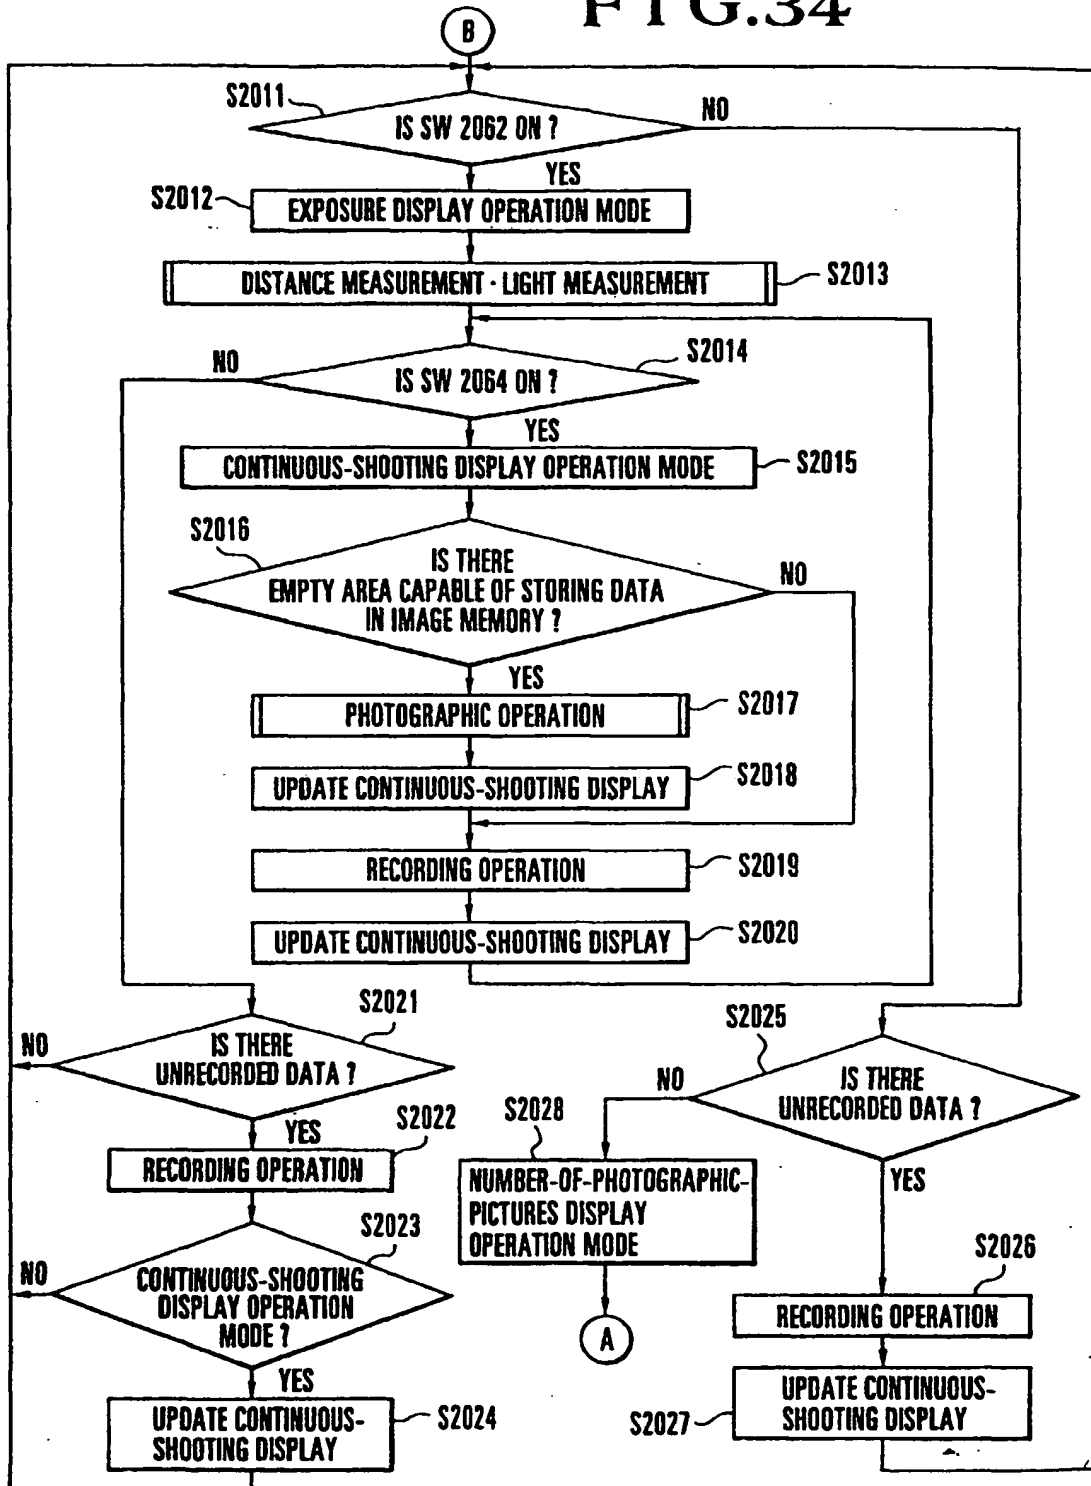 FIG.34
B
S2011
IS SW 2062 ON ?
NO
YES
S2012
EXPOSURE DISPLAY OPERATION MODE
DISTANCE MEASUREMENT · LIGHT MEASUREMENT
S2013
NO
IS SW 2064 ON ?
S2014
YES
CONTINUOUS-SHOOTING DISPLAY OPERATION MODE
S2015
S2016
IS THERE
EMPTY AREA CAPABLE OF STORING DATA
IN IMAGE MEMORY ?
NO
YES
PHOTOGRAPHIC OPERATION
S2017
UPDATE CONTINUOUS-SHOOTING DISPLAY
S2018
RECORDING OPERATION
S2019
UPDATE CONTINUOUS-SHOOTING DISPLAY
S2020
S2021
NO
IS THERE
UNRECORDED DATA ?
YES
S2022
RECORDING OPERATION
S2023
NO
CONTINUOUS-SHOOTING
DISPLAY OPERATION
MODE ?
YES
UPDATE CONTINUOUS-
SHOOTING DISPLAY
S2024
S2025
NO
IS THERE
UNRECORDED DATA ?
YES
S2028
NUMBER-OF-PHOTOGRAPHIC-
PICTURES DISPLAY
OPERATION MODE
A
S2026
RECORDING OPERATION
UPDATE CONTINUOUS-
SHOOTING DISPLAY
S2027